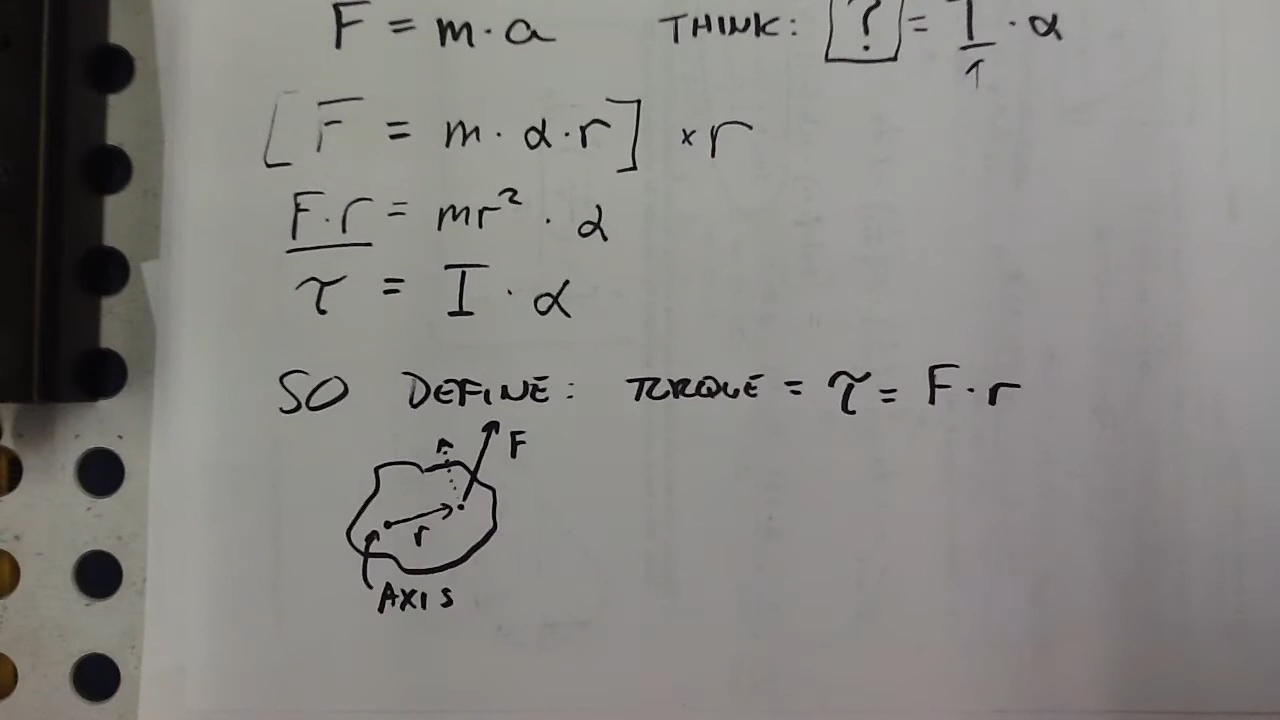 F = m·a THINK: ? = I · α
[F = m·α·r] × r
F·r = mr² · α
τ = I · α
SO DEFINE: TORQUE = τ = F·r
F
r
AXIS